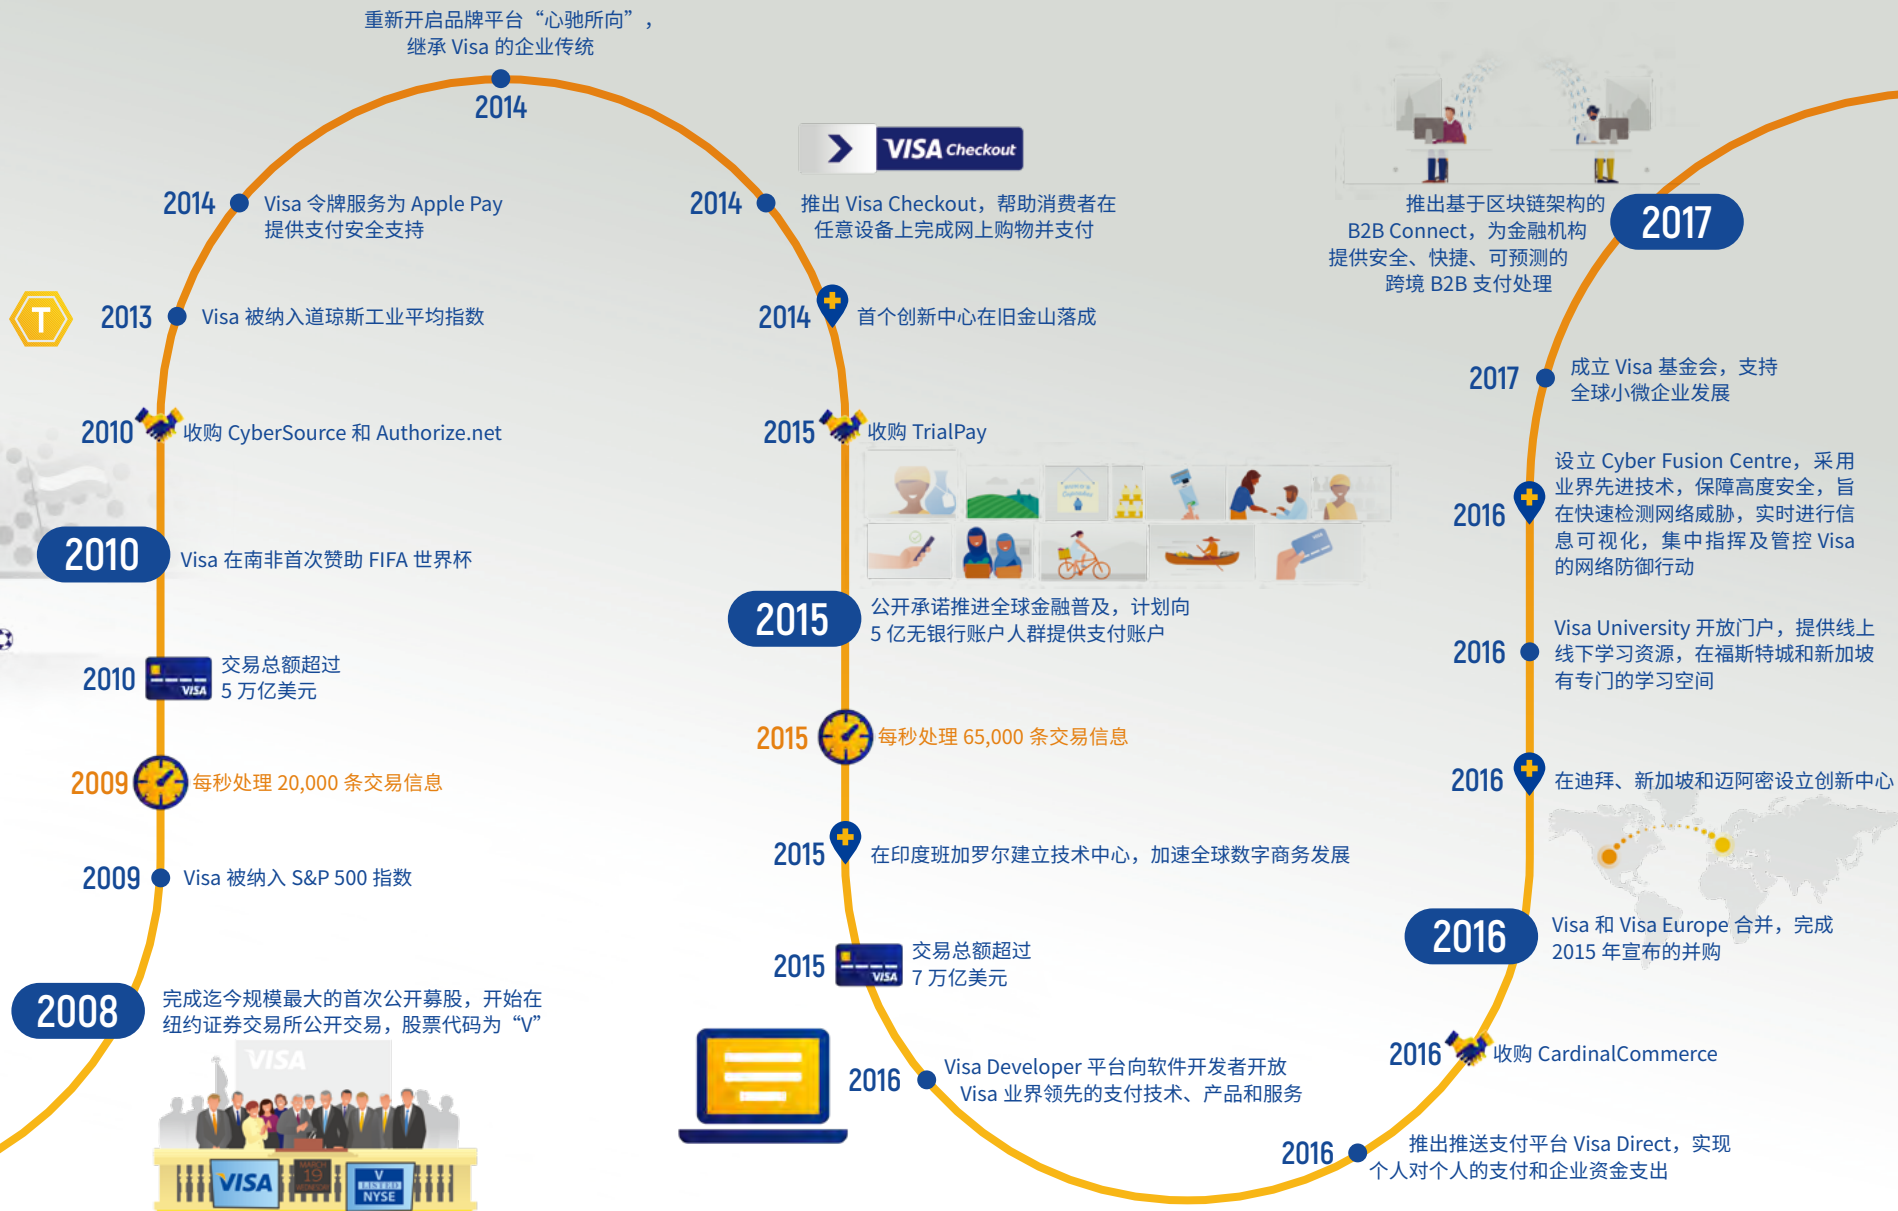 重新开启品牌平台“心驰所向”，
继承 Visa 的企业传统
2014
2014
Visa 令牌服务为 Apple Pay
提供支付安全支持
T
2013
Visa 被纳入道琼斯工业平均指数
2010
收购 CyberSource 和 Authorize.net
2010
Visa 在南非首次赞助 FIFA 世界杯
2010
VISA
交易总额超过
5 万亿美元
2009
每秒处理 20,000 条交易信息
2009
Visa 被纳入 S&P 500 指数
2008
完成迄今规模最大的首次公开募股，开始在
纽约证券交易所公开交易，股票代码为“V”
VISA
VISA
MARCH
19
WEDNESDAY
V
LISTED
NYSE
VISA Checkout
2014
推出 Visa Checkout，帮助消费者在
任意设备上完成网上购物并支付
2014
首个创新中心在旧金山落成
2015
收购 TrialPay
2015
公开承诺推进全球金融普及，计划向
5 亿无银行账户人群提供支付账户
2015
每秒处理 65,000 条交易信息
2015
在印度班加罗尔建立技术中心，加速全球数字商务发展
2015
VISA
交易总额超过
7 万亿美元
2016
Visa Developer 平台向软件开发者开放
Visa 业界领先的支付技术、产品和服务
2016
推出推送支付平台 Visa Direct，实现
个人对个人的支付和企业资金支出
2016
收购 CardinalCommerce
2016
Visa 和 Visa Europe 合并，完成
2015 年宣布的并购
2016
在迪拜、新加坡和迈阿密设立创新中心
2016
Visa University 开放门户，提供线上
线下学习资源，在福斯特城和新加坡
有专门的学习空间
2016
设立 Cyber Fusion Centre，采用
业界先进技术，保障高度安全，旨
在快速检测网络威胁，实时进行信
息可视化，集中指挥及管控 Visa
的网络防御行动
2017
成立 Visa 基金会，支持
全球小微企业发展
2017
推出基于区块链架构的
B2B Connect，为金融机构
提供安全、快捷、可预测的
跨境 B2B 支付处理